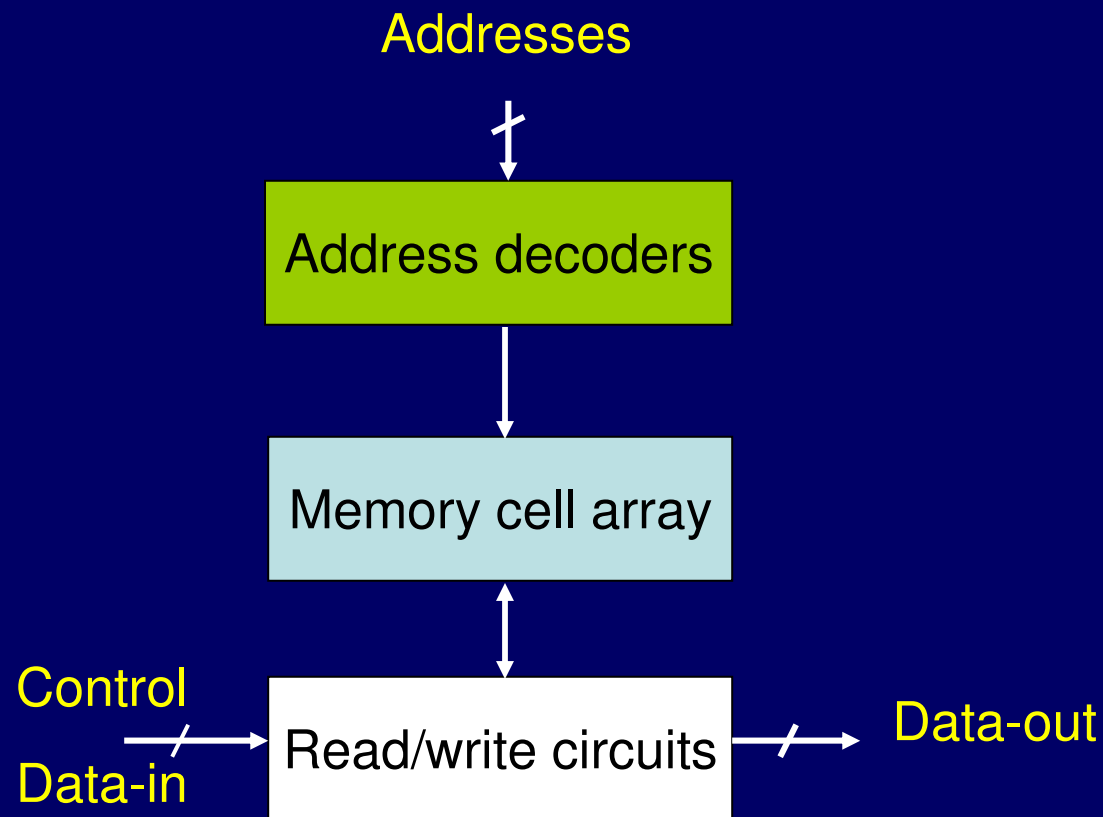 Addresses
Address decoders
Memory cell array
Control
Data-in
Read/write circuits
Data-out